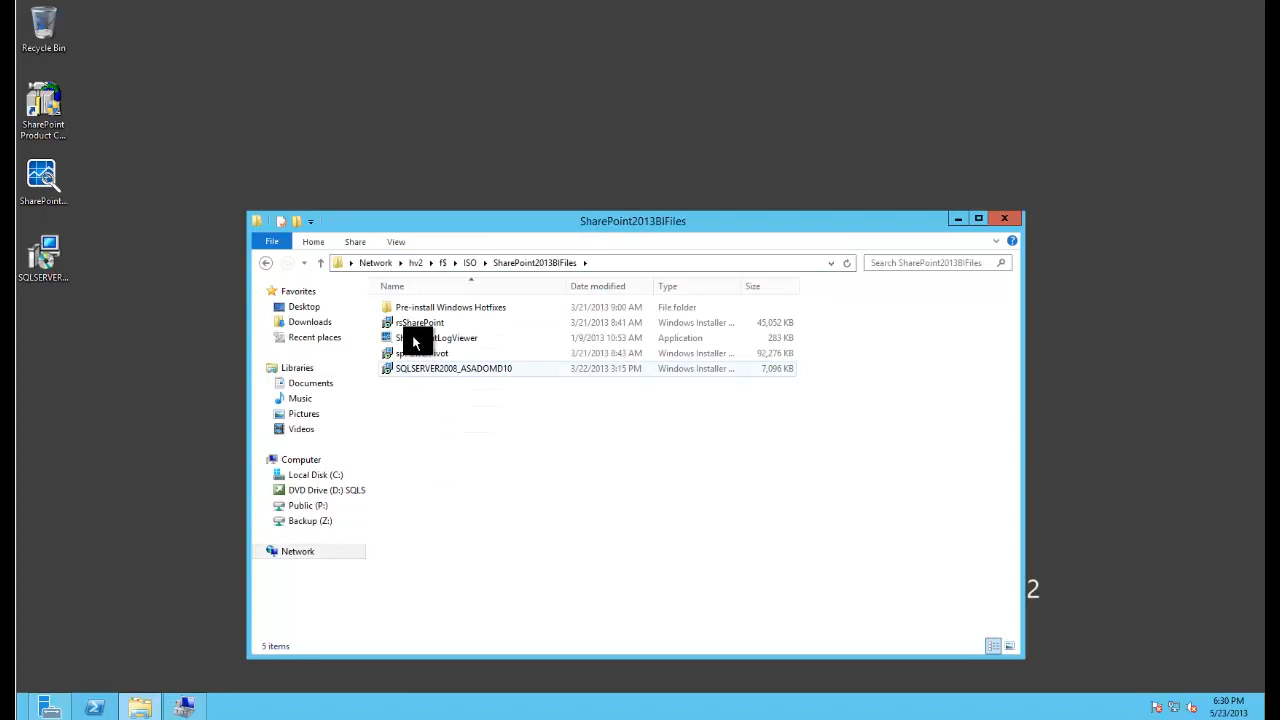 Recycle Bin
SharePoint
Product C...
SharePoint...
SQLSERVER...
SharePoint2013BIFiles
File
Home
Share
View
Network
hv2
f$
ISO
SharePoint2013BIFiles
Search SharePoint2013BIFiles
Name
Date modified
Type
Size
Favorites
Desktop
Downloads
Recent places
Libraries
Documents
Music
Pictures
Videos
Computer
Local Disk (C:)
DVD Drive (D:) SQLS
Public (P:)
Backup (Z:)
Network
Pre-install Windows Hotfixes 3/21/2013 9:00 AM File folder
rsSharePoint 3/21/2013 8:41 AM Windows Installer ... 45,052 KB
LogViewer 1/9/2013 10:53 AM Application 283 KB
3/21/2013 8:43 AM Windows Installer ... 92,276 KB
SQLSERVER2008_ASADOMD10 3/22/2013 3:15 PM Windows Installer ... 7,096 KB
5 items
2
6:30 PM
5/23/2013